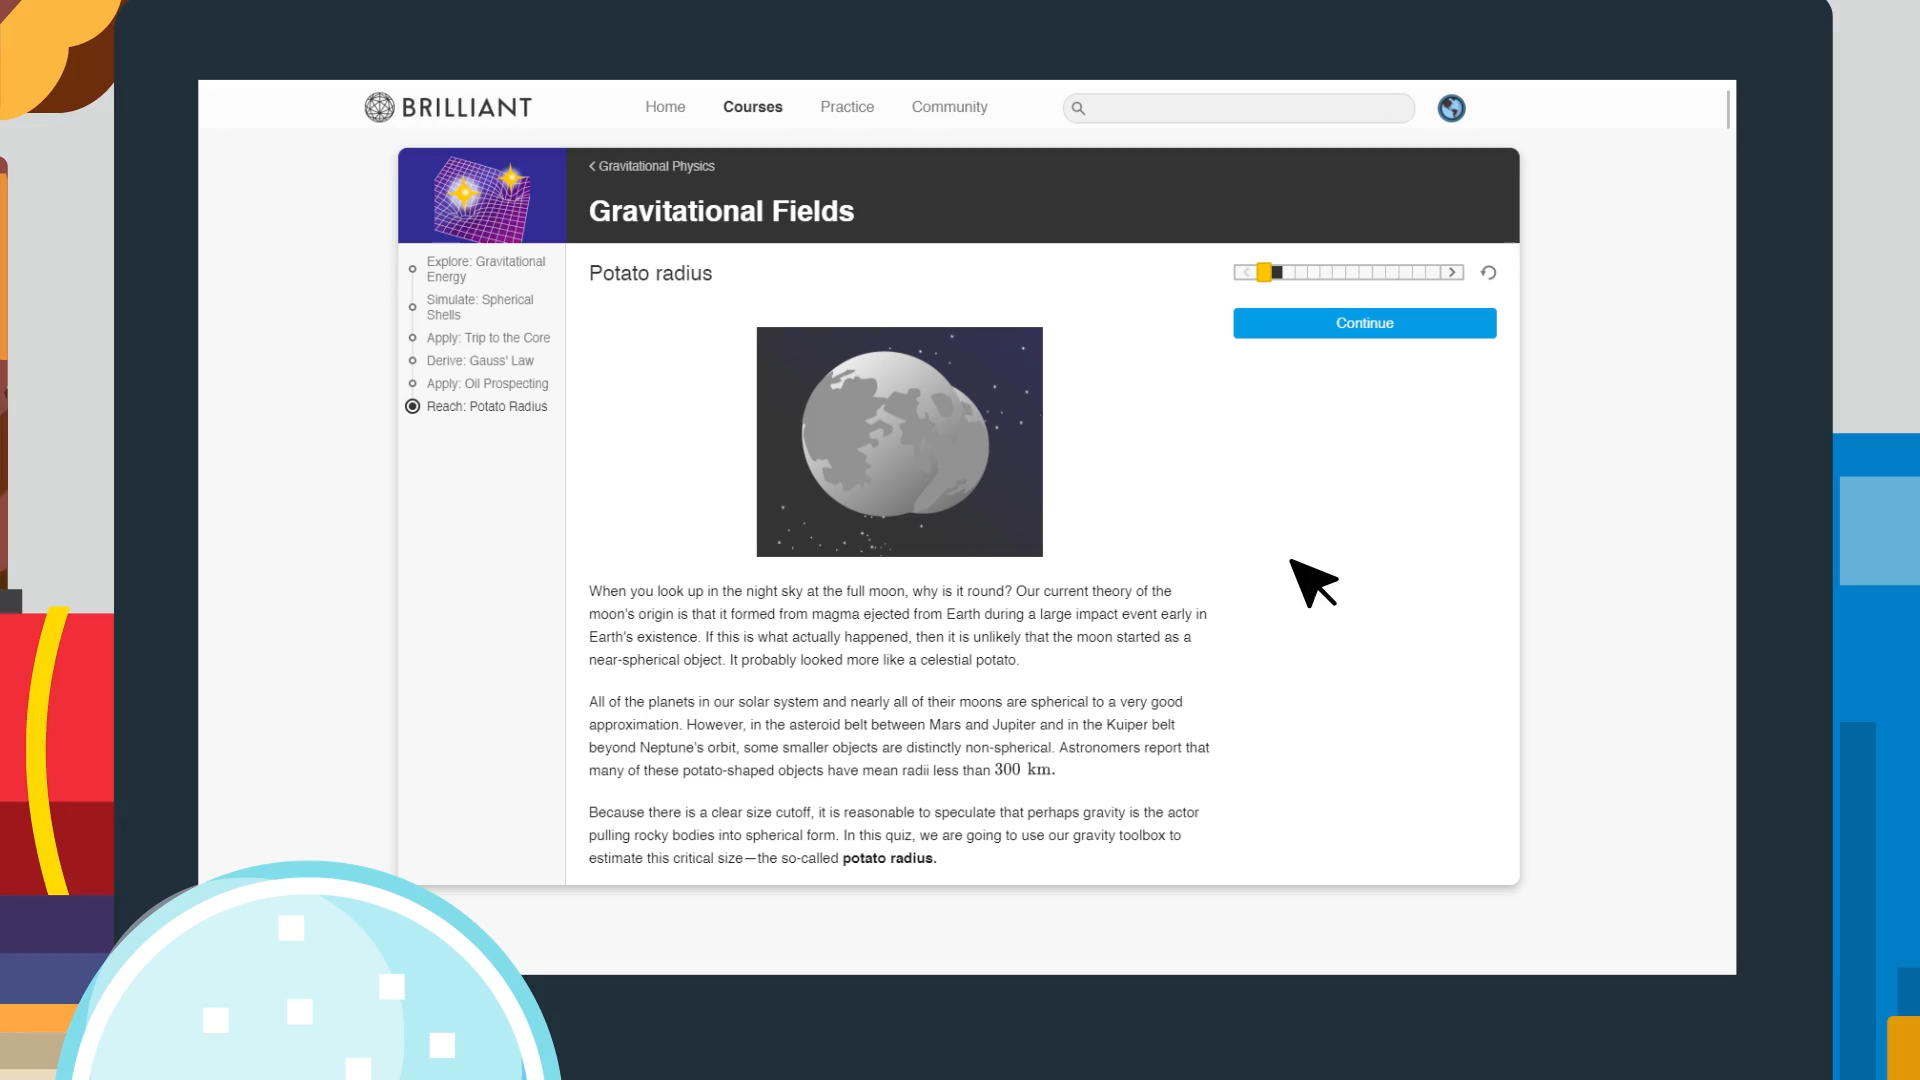 BRILLIANT
Home
Courses
Practice
Community
Gravitational Physics
Gravitational Fields
Explore: Gravitational
Energy
Simulate: Spherical
Shells
Apply: Trip to the Core
Derive: Gauss' Law
Apply: Oil Prospecting
Reach: Potato Radius
Potato radius
Continue
When you look up in the night sky at the full moon, why is it round? Our current theory of the
moon's origin is that it formed from magma ejected from Earth during a large impact event early in
Earth's existence. If this is what actually happened, then it is unlikely that the moon started as a
near-spherical object. It probably looked more like a celestial potato.
All of the planets in our solar system and nearly all of their moons are spherical to a very good
approximation. However, in the asteroid belt between Mars and Jupiter and in the Kuiper belt
beyond Neptune's orbit, some smaller objects are distinctly non-spherical. Astronomers report that
many of these potato-shaped objects have mean radii less than 300 km.
Because there is a clear size cutoff, it is reasonable to speculate that perhaps gravity is the actor
pulling rocky bodies into spherical form. In this quiz, we are going to use our gravity toolbox to
estimate this critical size—the so-called potato radius.